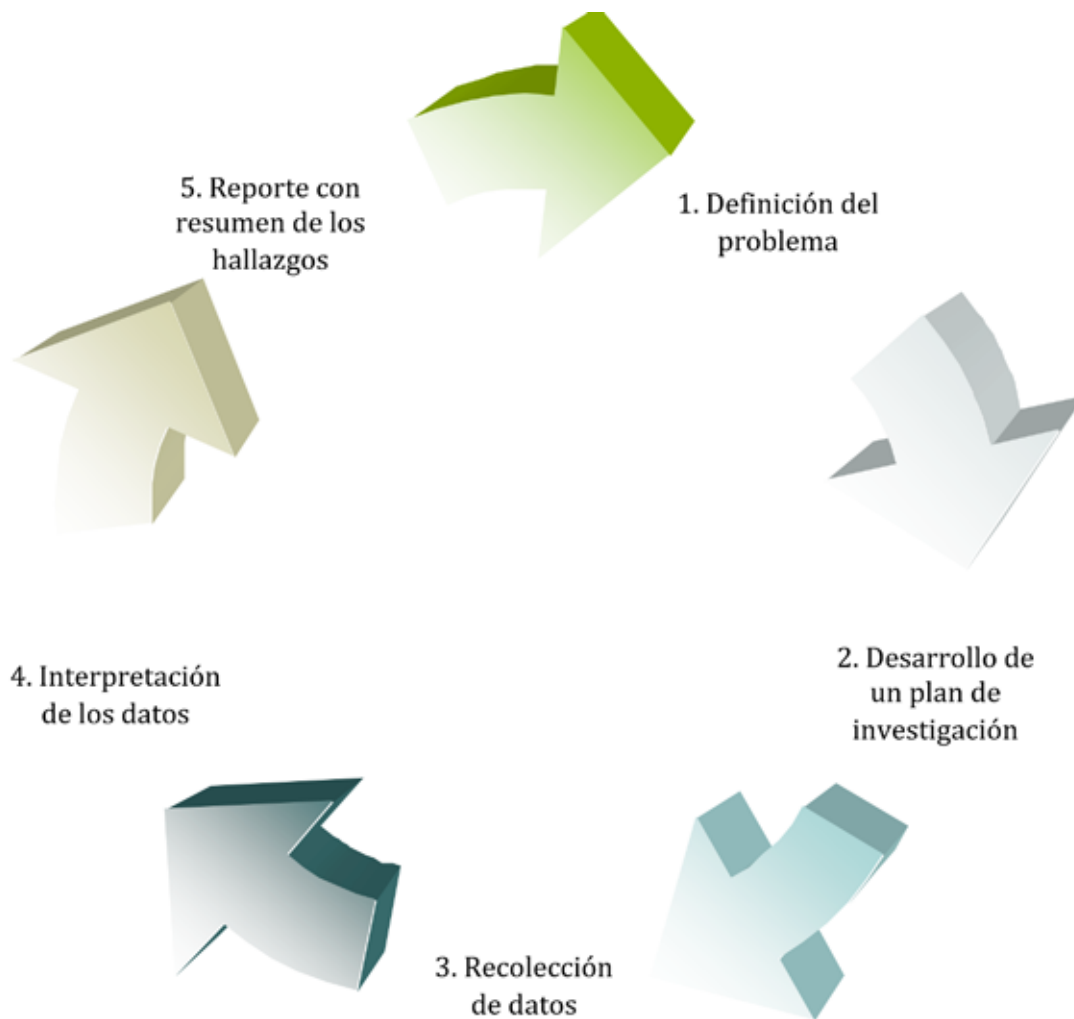 1. Definición del
problema
2. Desarrollo de
un plan de
investigación
3. Recolección
de datos
4. Interpretación
de los datos
5. Reporte con
resumen de los
hallazgos